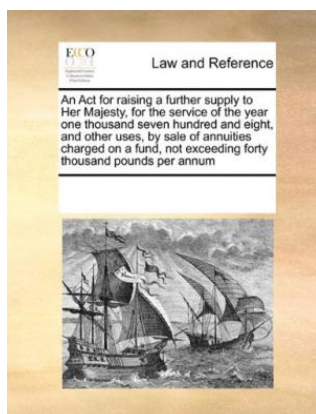 ECCO
Law and Reference
An Act for raising a further supply to
Her Majesty, for the service of the year
one thousand seven hundred and eight,
and other uses, by sale of annuities
charged on a fund, not exceeding forty
thousand pounds per annum